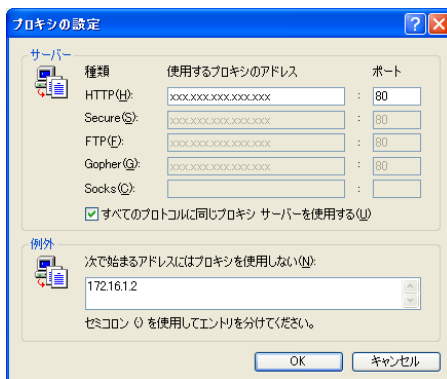 プロキシの設定
サーバー
種類 使用するプロキシのアドレス ポート
HTTP(H): xxx.xxx.xxx.xxx.xxx : 80
Secure(S): xxx.xxx.xxx.xxx.xxx : 80
FTP(F): xxx.xxx.xxx.xxx.xxx : 80
Gopher(G): xxx.xxx.xxx.xxx.xxx : 80
Socks(C): :
すべてのプロトコルに同じプロキシ サーバーを使用する(U)
例外
次で始まるアドレスにはプロキシを使用しない(N):
172.16.1.2
セミコロン (;) を使用してエントリを分けてください。
OK キャンセル